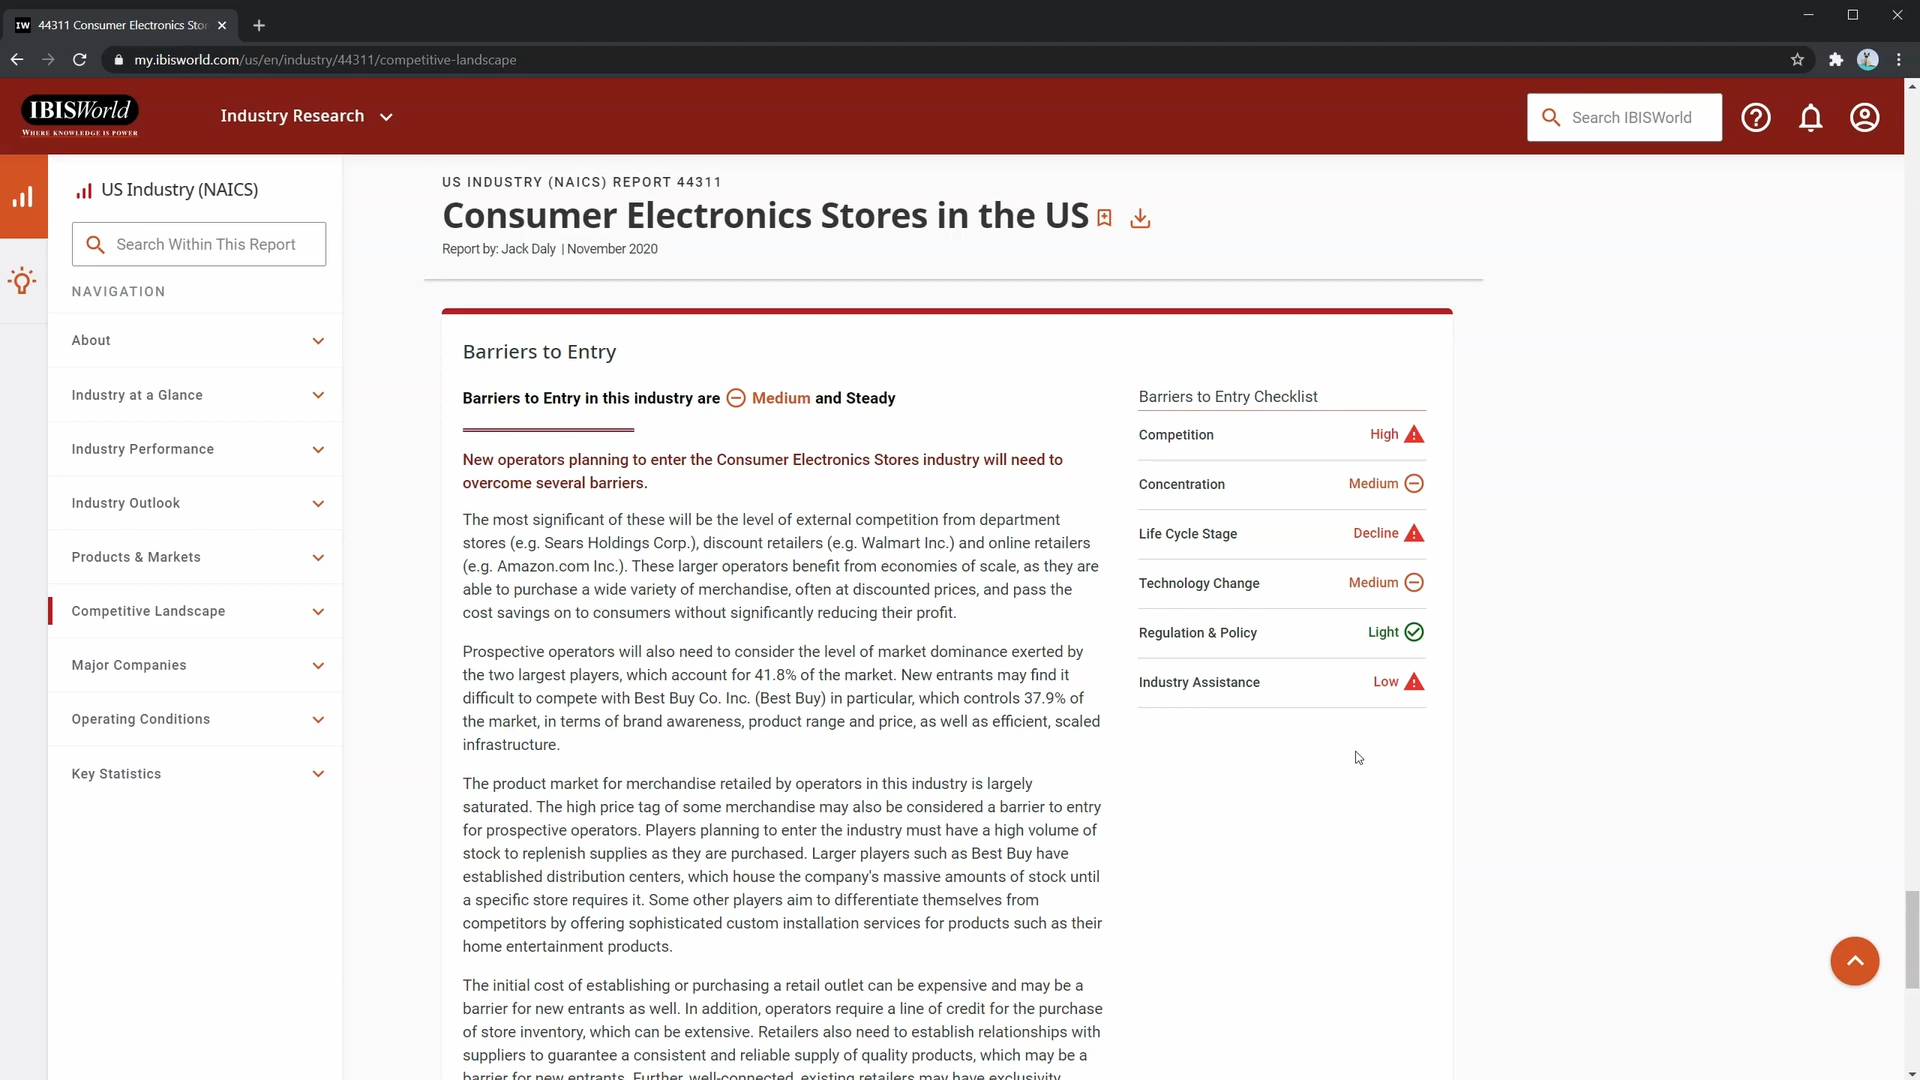 IW 44311 Consumer Electronics Sto
my.ibisworld.com/us/en/industry/44311/competitive-landscape
IBISWorld
WHERE KNOWLEDGE IS POWER
Industry Research
Search IBISWorld
US Industry (NAICS)
Search Within This Report
NAVIGATION
About
Industry at a Glance
Industry Performance
Industry Outlook
Products & Markets
Competitive Landscape
Major Companies
Operating Conditions
Key Statistics
US INDUSTRY (NAICS) REPORT 44311
Consumer Electronics Stores in the US
Report by: Jack Daly | November 2020
Barriers to Entry
Barriers to Entry in this industry are Medium and Steady
New operators planning to enter the Consumer Electronics Stores industry will need to
overcome several barriers.
The most significant of these will be the level of external competition from department
stores (e.g. Sears Holdings Corp.), discount retailers (e.g. Walmart Inc.) and online retailers
(e.g. Amazon.com Inc.). These larger operators benefit from economies of scale, as they are
able to purchase a wide variety of merchandise, often at discounted prices, and pass the
cost savings on to consumers without significantly reducing their profit.
Prospective operators will also need to consider the level of market dominance exerted by
the two largest players, which account for 41.8% of the market. New entrants may find it
difficult to compete with Best Buy Co. Inc. (Best Buy) in particular, which controls 37.9% of
the market, in terms of brand awareness, product range and price, as well as efficient, scaled
infrastructure.
The product market for merchandise retailed by operators in this industry is largely
saturated. The high price tag of some merchandise may also be considered a barrier to entry
for prospective operators. Players planning to enter the industry must have a high volume of
stock to replenish supplies as they are purchased. Larger players such as Best Buy have
established distribution centers, which house the company's massive amounts of stock until
a specific store requires it. Some other players aim to differentiate themselves from
competitors by offering sophisticated custom installation services for products such as their
home entertainment products.
The initial cost of establishing or purchasing a retail outlet can be expensive and may be a
barrier for new entrants as well. In addition, operators require a line of credit for the purchase
of store inventory, which can be extensive. Retailers also need to establish relationships with
suppliers to guarantee a consistent and reliable supply of quality products, which may be a
barrier for new entrants. Further, well-connected, existing retailers may have exclusivity
Barriers to Entry Checklist
Competition High
Concentration Medium
Life Cycle Stage Decline
Technology Change Medium
Regulation & Policy Light
Industry Assistance Low